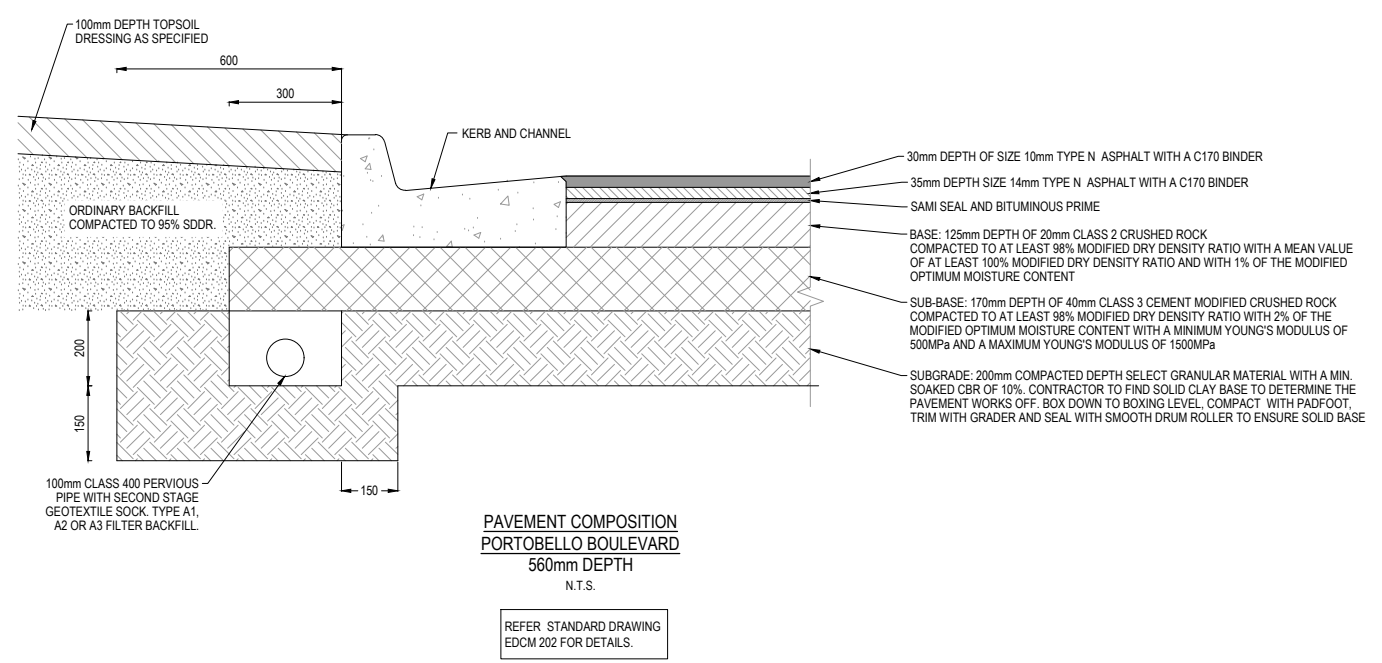 100mm DEPTH TOPSOIL
DRESSING AS SPECIFIED
600
300
KERB AND CHANNEL
30mm DEPTH OF SIZE 10mm TYPE N ASPHALT WITH A C170 BINDER
35mm DEPTH SIZE 14mm TYPE N ASPHALT WITH A C170 BINDER
SAMI SEAL AND BITUMINOUS PRIME
ORDINARY BACKFILL
COMPACTED TO 95% SDDR.
BASE: 125mm DEPTH OF 20mm CLASS 2 CRUSHED ROCK
COMPACTED TO AT LEAST 98% MODIFIED DRY DENSITY RATIO WITH A MEAN VALUE
OF AT LEAST 100% MODIFIED DRY DENSITY RATIO AND WITH 1% OF THE MODIFIED
OPTIMUM MOISTURE CONTENT
SUB-BASE: 170mm DEPTH OF 40mm CLASS 3 CEMENT MODIFIED CRUSHED ROCK
COMPACTED TO AT LEAST 98% MODIFIED DRY DENSITY RATIO WITH 2% OF THE
MODIFIED OPTIMUM MOISTURE CONTENT WITH A MINIMUM YOUNG'S MODULUS OF
500MPa AND A MAXIMUM YOUNG'S MODULUS OF 1500MPa
200
SUBGRADE: 200mm COMPACTED DEPTH SELECT GRANULAR MATERIAL WITH A MIN.
SOAKED CBR OF 10%. CONTRACTOR TO FIND SOLID CLAY BASE TO DETERMINE THE
PAVEMENT WORKS OFF. BOX DOWN TO BOXING LEVEL, COMPACT WITH PADFOOT,
TRIM WITH GRADER AND SEAL WITH SMOOTH DRUM ROLLER TO ENSURE SOLID BASE
150
100mm CLASS 400 PERVIOUS
PIPE WITH SECOND STAGE
GEOTEXTILE SOCK. TYPE A1,
A2 OR A3 FILTER BACKFILL.
150
PAVEMENT COMPOSITION
PORTOBELLO BOULEVARD
560mm DEPTH
N.T.S.
REFER STANDARD DRAWING
EDCM 202 FOR DETAILS.